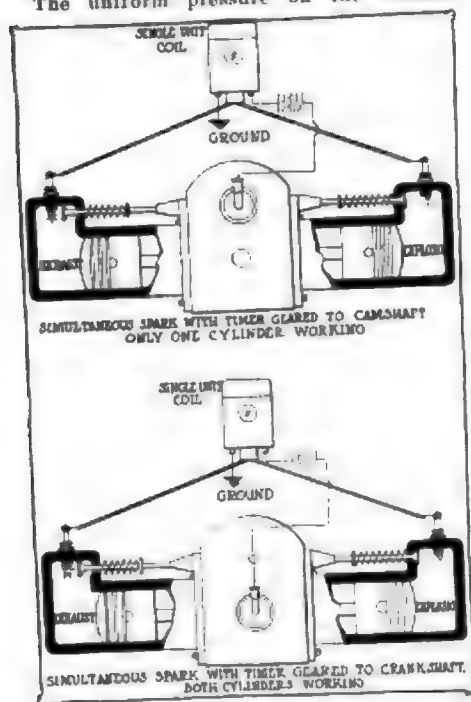 The uniform pressure on the
SINGLE UNIT
COIL
GROUND
EXHAUST
EXPLOSION
SIMULTANEOUS SPARK WITH TIMER GEARED TO CAMSHAFT
ONLY ONE CYLINDER WORKING
SINGLE UNIT
COIL
GROUND
EXHAUST
EXPLOSION
SIMULTANEOUS SPARK WITH TIMER GEARED TO CRANKSHAFT.
BOTH CYLINDERS WORKING